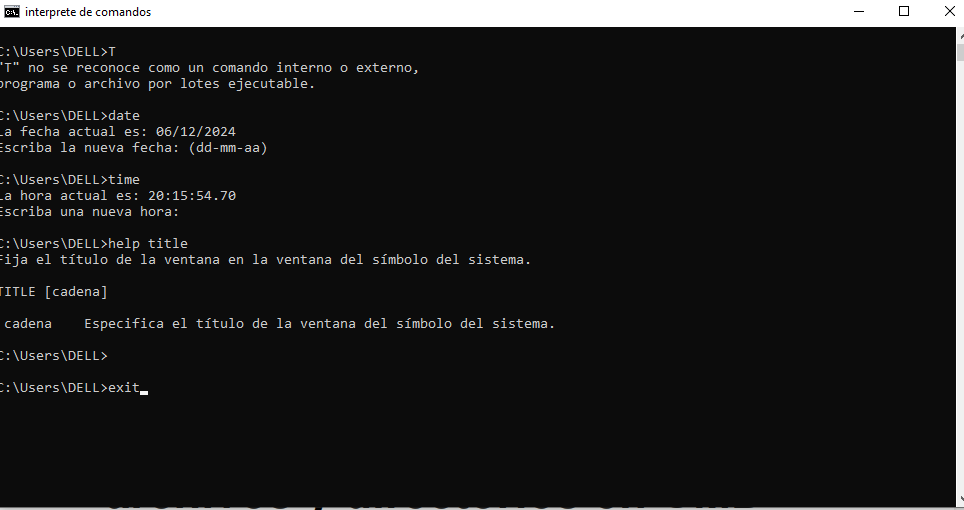 interprete de comandos
C:\Users\DELL>T
"T" no se reconoce como un comando interno o externo,
programa o archivo por lotes ejecutable.
C:\Users\DELL>date
La fecha actual es: 06/12/2024
Escriba la nueva fecha: (dd-mm-aa)
C:\Users\DELL>time
La hora actual es: 20:15:54.70
Escriba una nueva hora:
C:\Users\DELL>help title
Fija el título de la ventana en la ventana del símbolo del sistema.
TITLE [cadena]
cadena    Especifica el título de la ventana del símbolo del sistema.
C:\Users\DELL>
C:\Users\DELL>exit